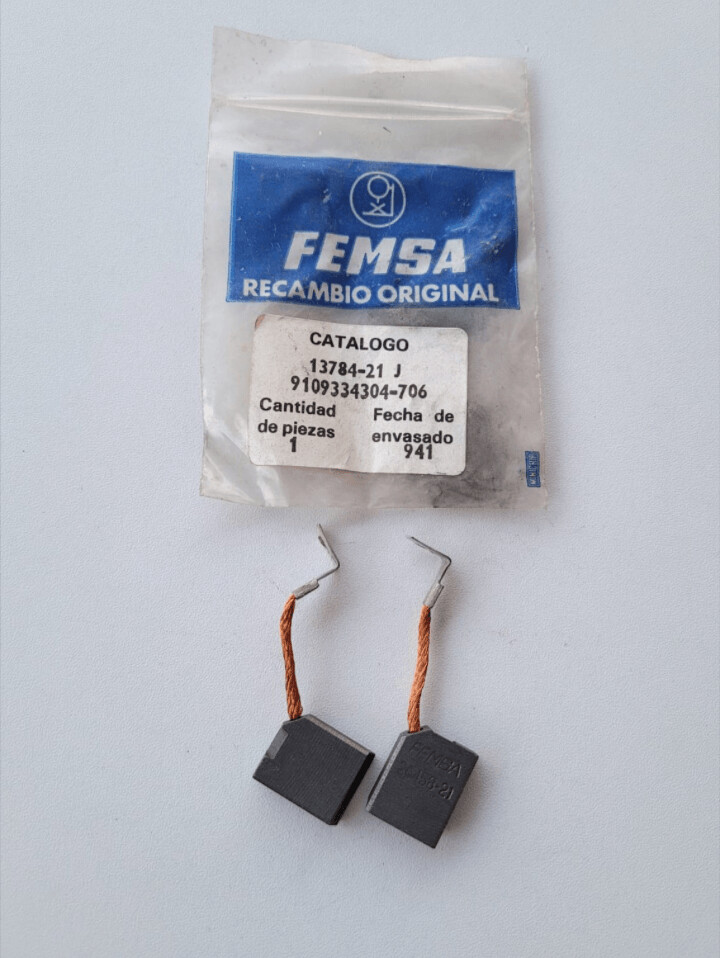 FEMSA
RECAMBIO ORIGINAL
CATALOGO
13784-21 J
9109334304-706
Cantidad de piezas
1
Fecha de envasado
941
FEMSA